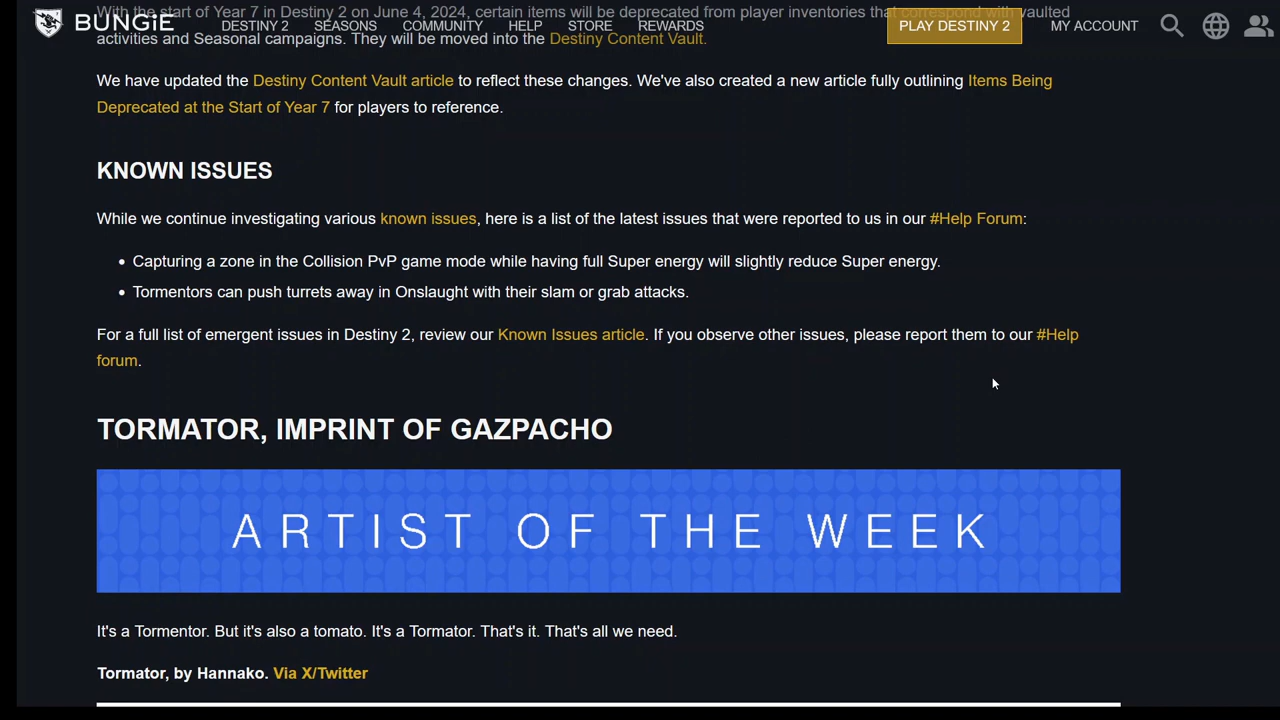 With the start of Year 7 in Destiny 2 on June 4, 2024, certain items will be deprecated from player inventories that correspond with vaulted
BUNGiE DESTINY 2 SEASONS COMMUNITY HELP STORE REWARDS PLAY DESTINY 2 MY ACCOUNT
activities and Seasonal campaigns. They will be moved into the Destiny Content Vault.
We have updated the Destiny Content Vault article to reflect these changes. We've also created a new article fully outlining Items Being
Deprecated at the Start of Year 7 for players to reference.
KNOWN ISSUES
While we continue investigating various known issues, here is a list of the latest issues that were reported to us in our #Help Forum:
• Capturing a zone in the Collision PvP game mode while having full Super energy will slightly reduce Super energy.
• Tormentors can push turrets away in Onslaught with their slam or grab attacks.
For a full list of emergent issues in Destiny 2, review our Known Issues article. If you observe other issues, please report them to our #Help
forum.
TORMATOR, IMPRINT OF GAZPACHO
ARTIST OF THE WEEK
It's a Tormentor. But it's also a tomato. It's a Tormator. That's it. That's all we need.
Tormator, by Hannako. Via X/Twitter